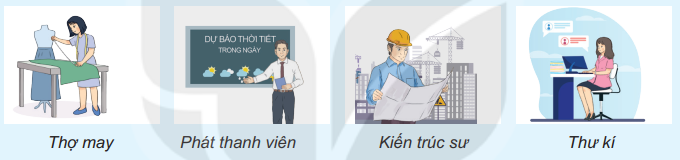 DỰ BÁO THỜI TIẾT
TRONG NGÀY
Thợ may
Phát thanh viên
Kiến trúc sư
Thư kí